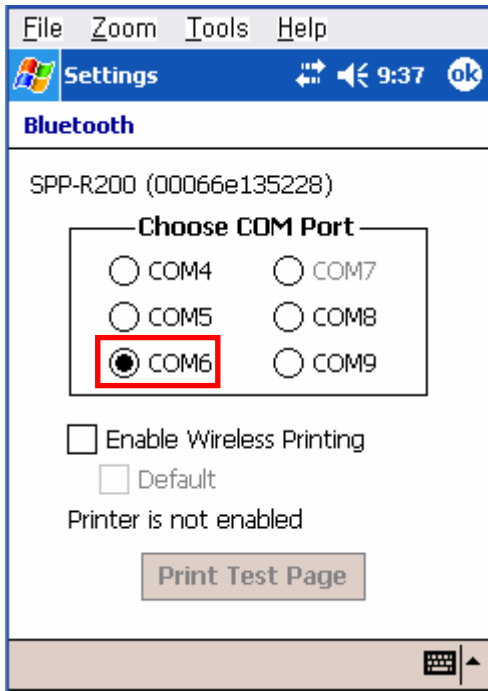 File Zoom Tools Help
Settings 9:37 ok
Bluetooth
SPP-R200 (00066e135228)
Choose COM Port
COM4 COM7
COM5 COM8
COM6 COM9
Enable Wireless Printing
Default
Printer is not enabled
Print Test Page